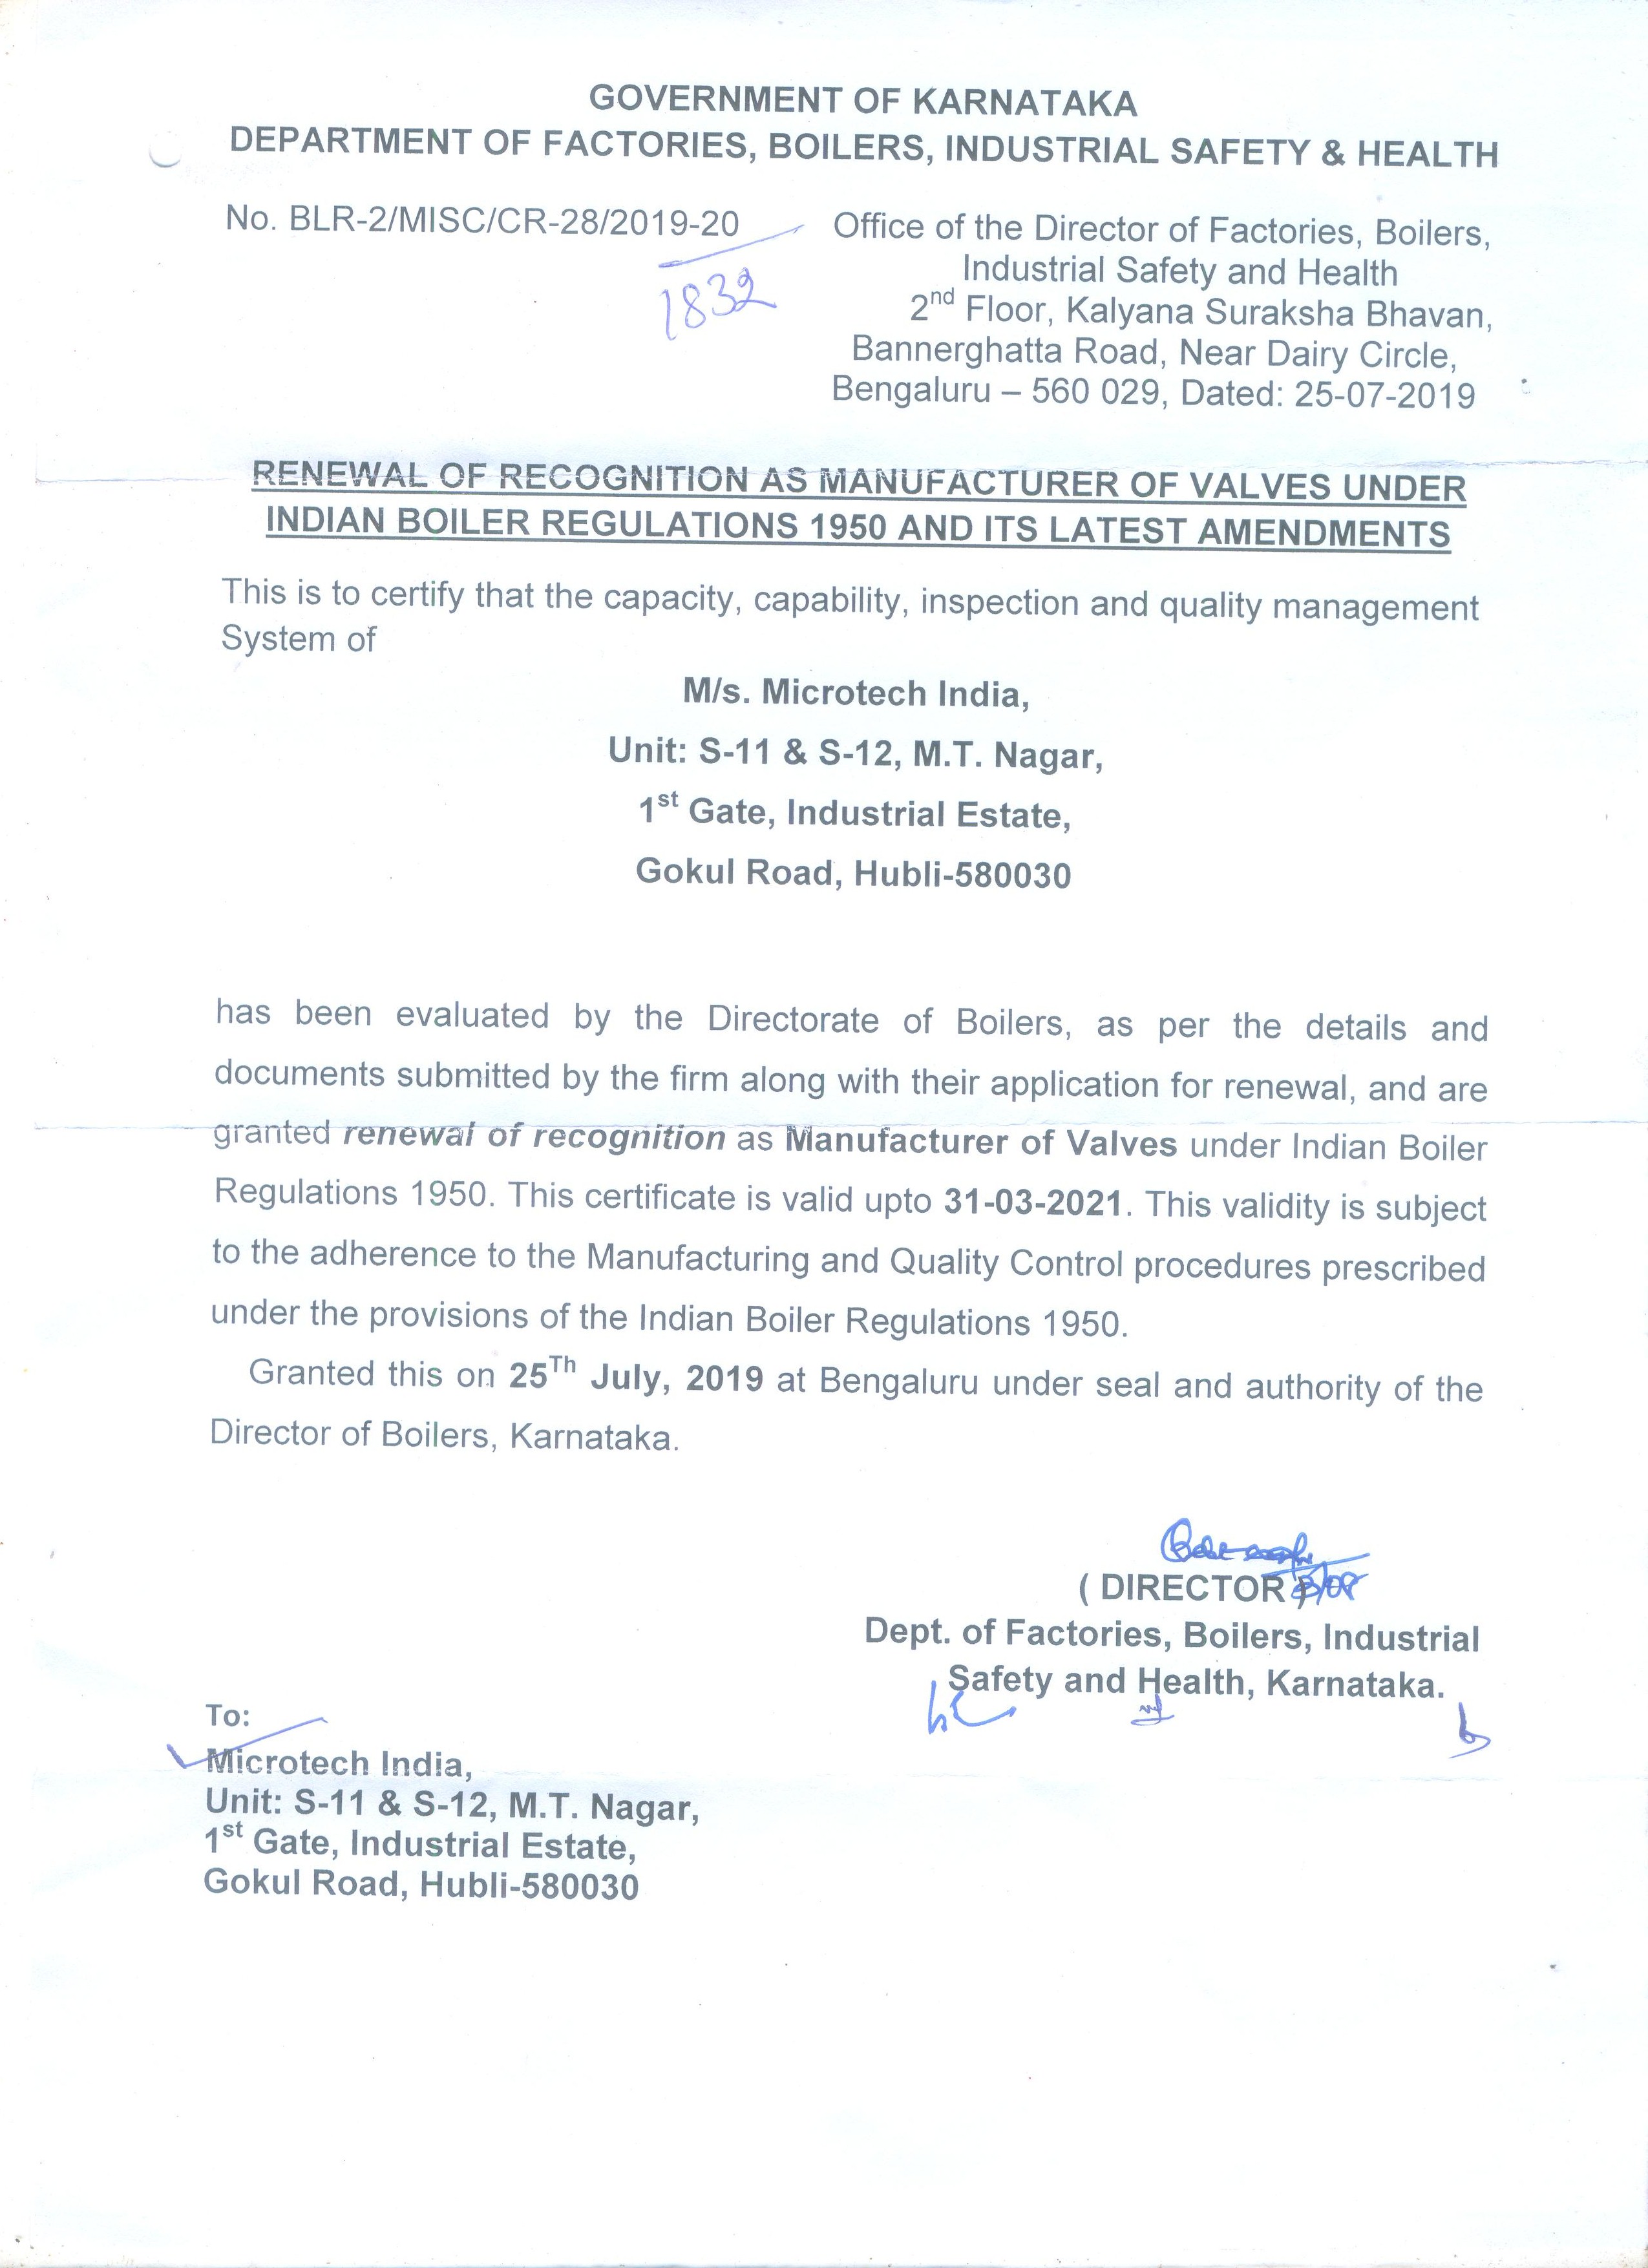 GOVERNMENT OF KARNATAKA
DEPARTMENT OF FACTORIES, BOILERS, INDUSTRIAL SAFETY & HEALTH
No. BLR-2/MISC/CR-28/2019-20
1832
Office of the Director of Factories, Boilers,
Industrial Safety and Health
2nd Floor, Kalyana Suraksha Bhavan,
Bannerghatta Road, Near Dairy Circle,
Bengaluru – 560 029, Dated: 25-07-2019
RENEWAL OF RECOGNITION AS MANUFACTURER OF VALVES UNDER
INDIAN BOILER REGULATIONS 1950 AND ITS LATEST AMENDMENTS
This is to certify that the capacity, capability, inspection and quality management
System of
M/s. Microtech India,
Unit: S-11 & S-12, M.T. Nagar,
1st Gate, Industrial Estate,
Gokul Road, Hubli-580030
has been evaluated by the Directorate of Boilers, as per the details and
documents submitted by the firm along with their application for renewal, and are
granted renewal of recognition as Manufacturer of Valves under Indian Boiler
Regulations 1950. This certificate is valid upto 31-03-2021. This validity is subject
to the adherence to the Manufacturing and Quality Control procedures prescribed
under the provisions of the Indian Boiler Regulations 1950.
Granted this on 25Th July, 2019 at Bengaluru under seal and authority of the
Director of Boilers, Karnataka.
( DIRECTOR )
Dept. of Factories, Boilers, Industrial
Safety and Health, Karnataka.
To:
Microtech India,
Unit: S-11 & S-12, M.T. Nagar,
1st Gate, Industrial Estate,
Gokul Road, Hubli-580030